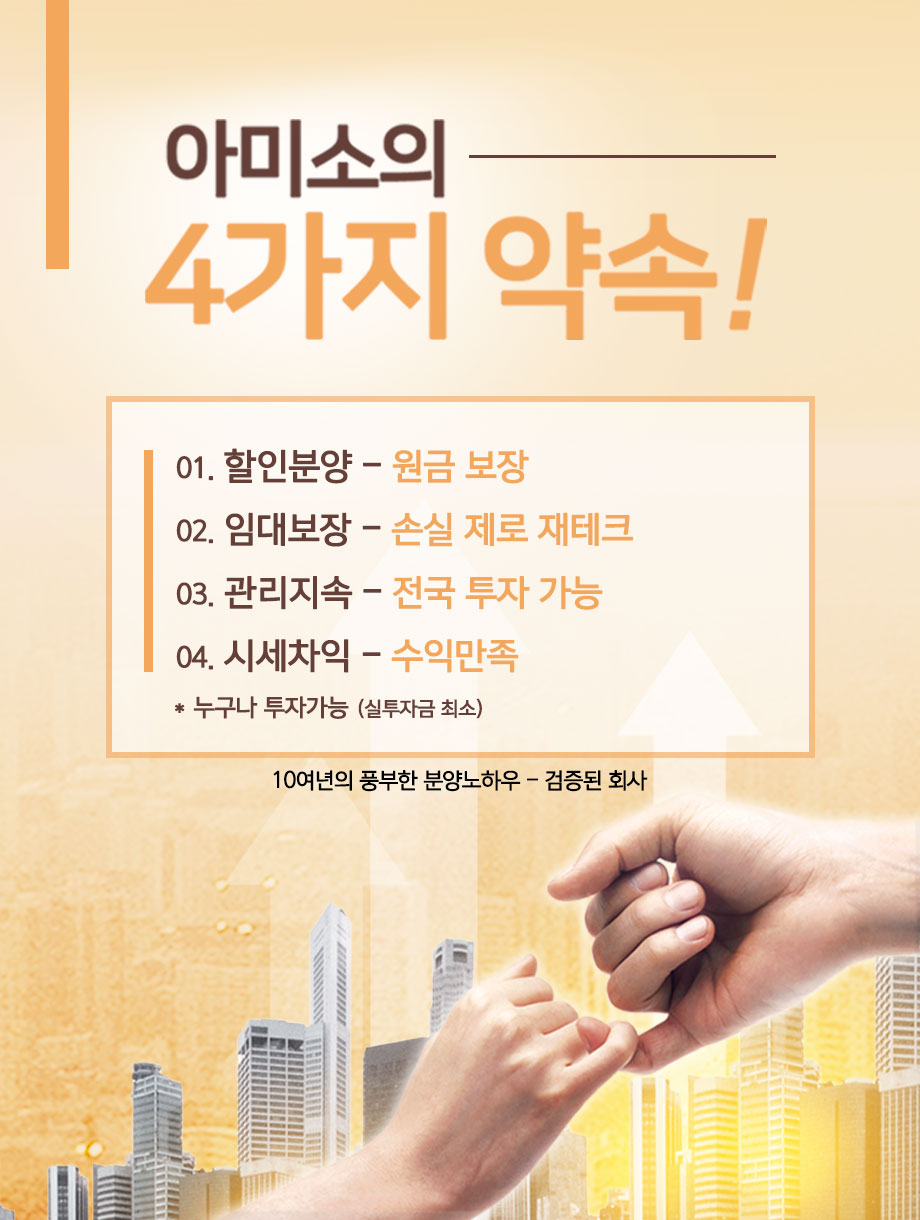 아미소의
4가지 약속!
01. 할인분양 - 원금 보장
02. 임대보장 - 손실 제로 재테크
03. 관리지속 - 전국 투자 가능
04. 시세차익 - 수익만족
* 누구나 투자가능 (실투자금 최소)
10여년의 풍부한 분양노하우 - 검증된 회사